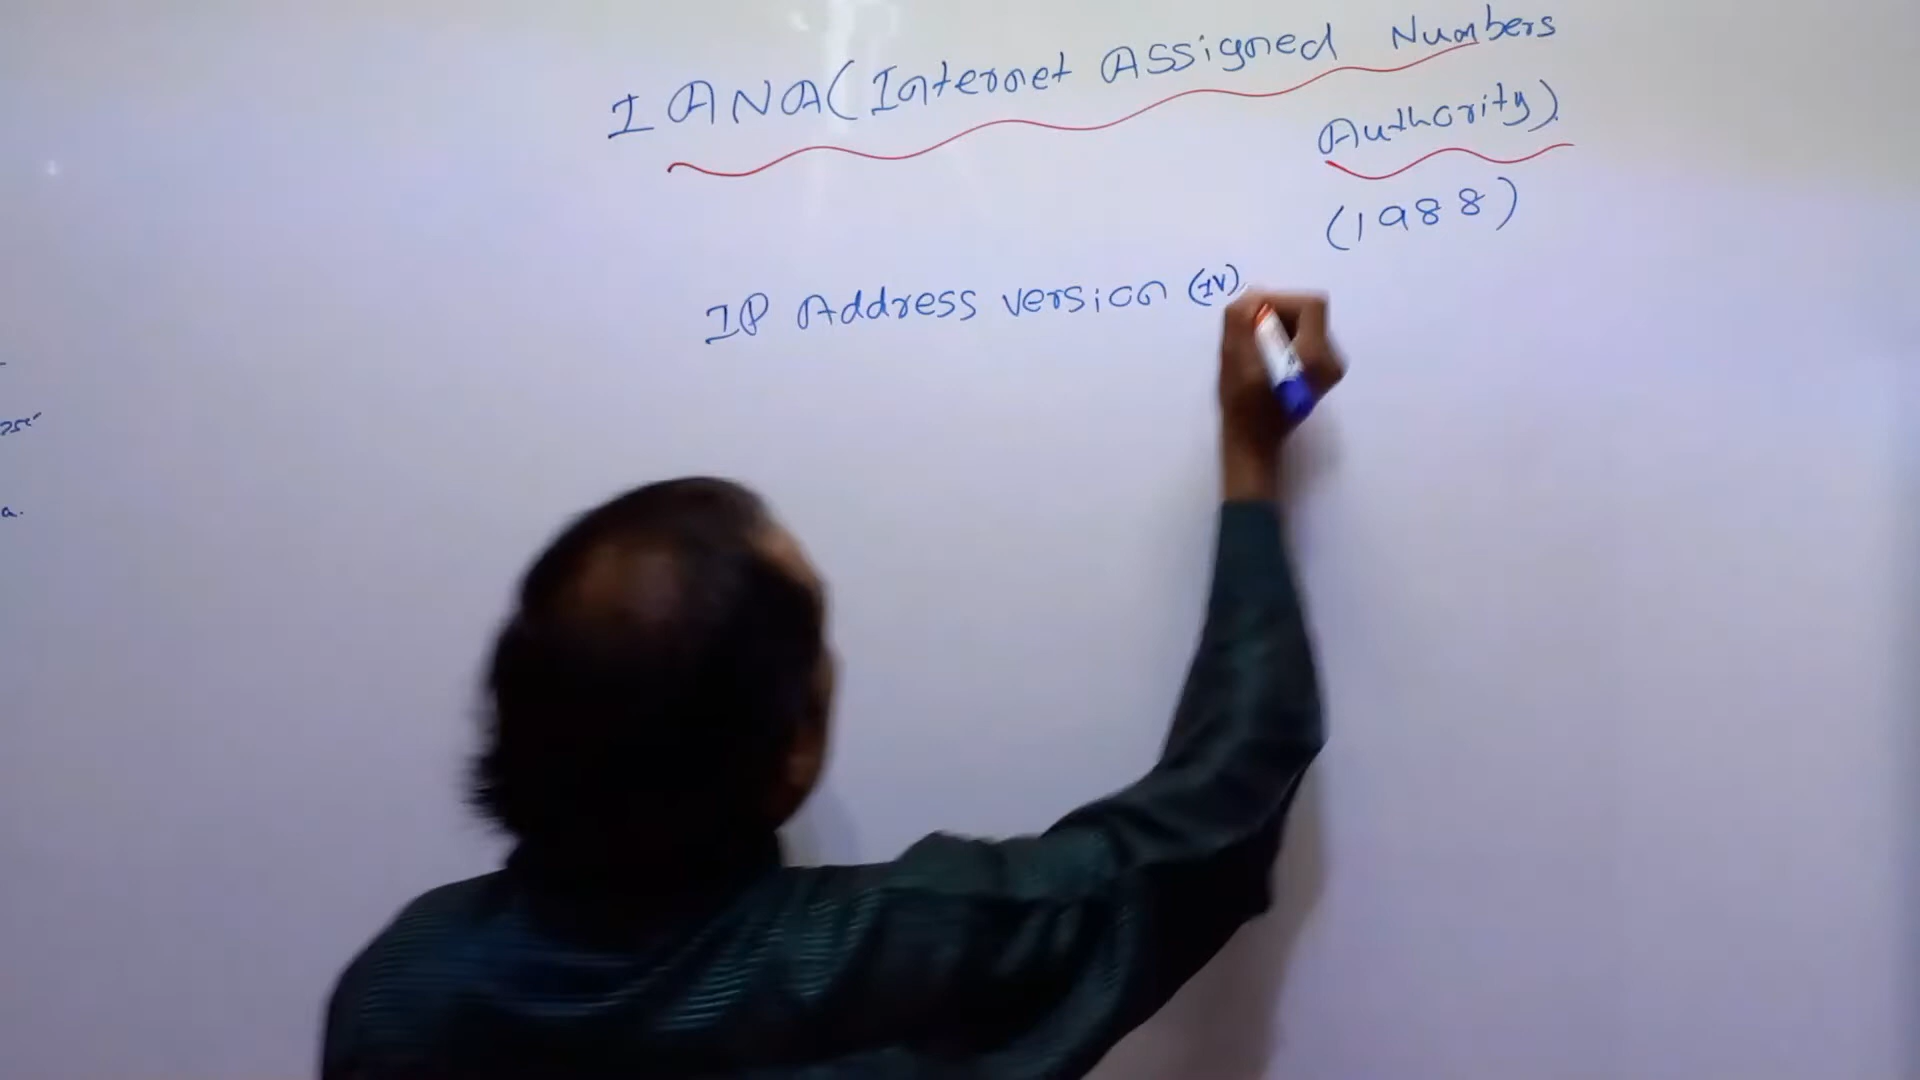 IANA (Internet Assigned Numbers
Authority)
(1988)
IP Address version (IV)
a.